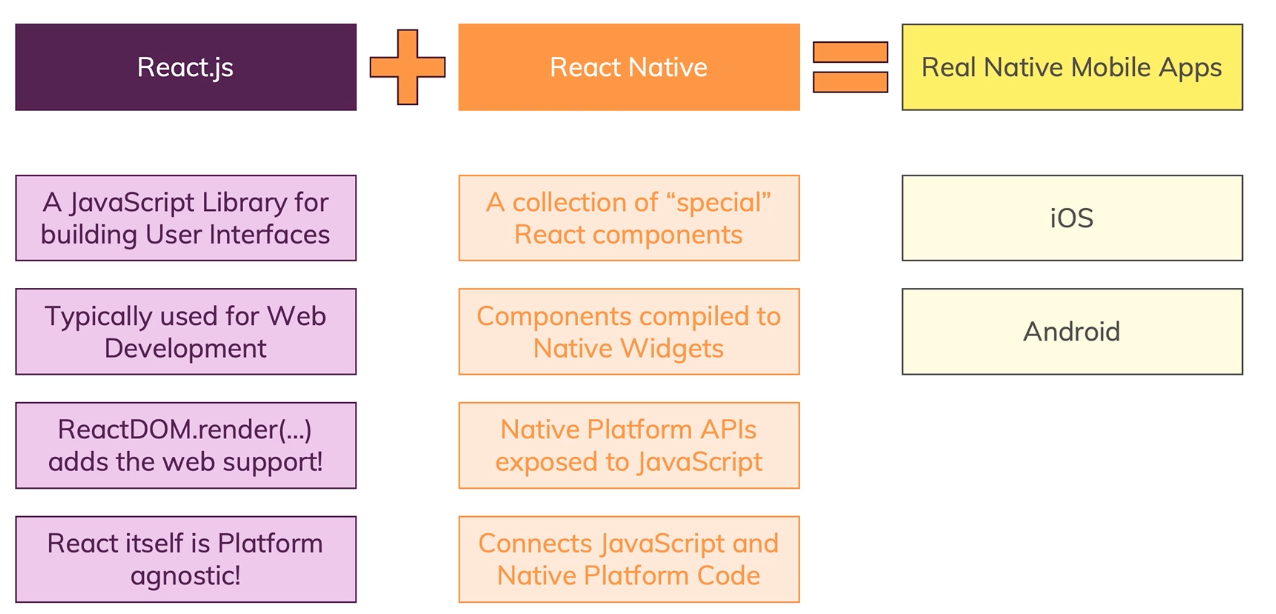 React.js
React Native
Real Native Mobile Apps
A JavaScript Library for
building User Interfaces
Typically used for Web
Development
ReactDOM.render(...)
adds the web support!
React itself is Platform
agnostic!
A collection of “special”
React components
Components compiled to
Native Widgets
Native Platform APIs
exposed to JavaScript
Connects JavaScript and
Native Platform Code
iOS
Android